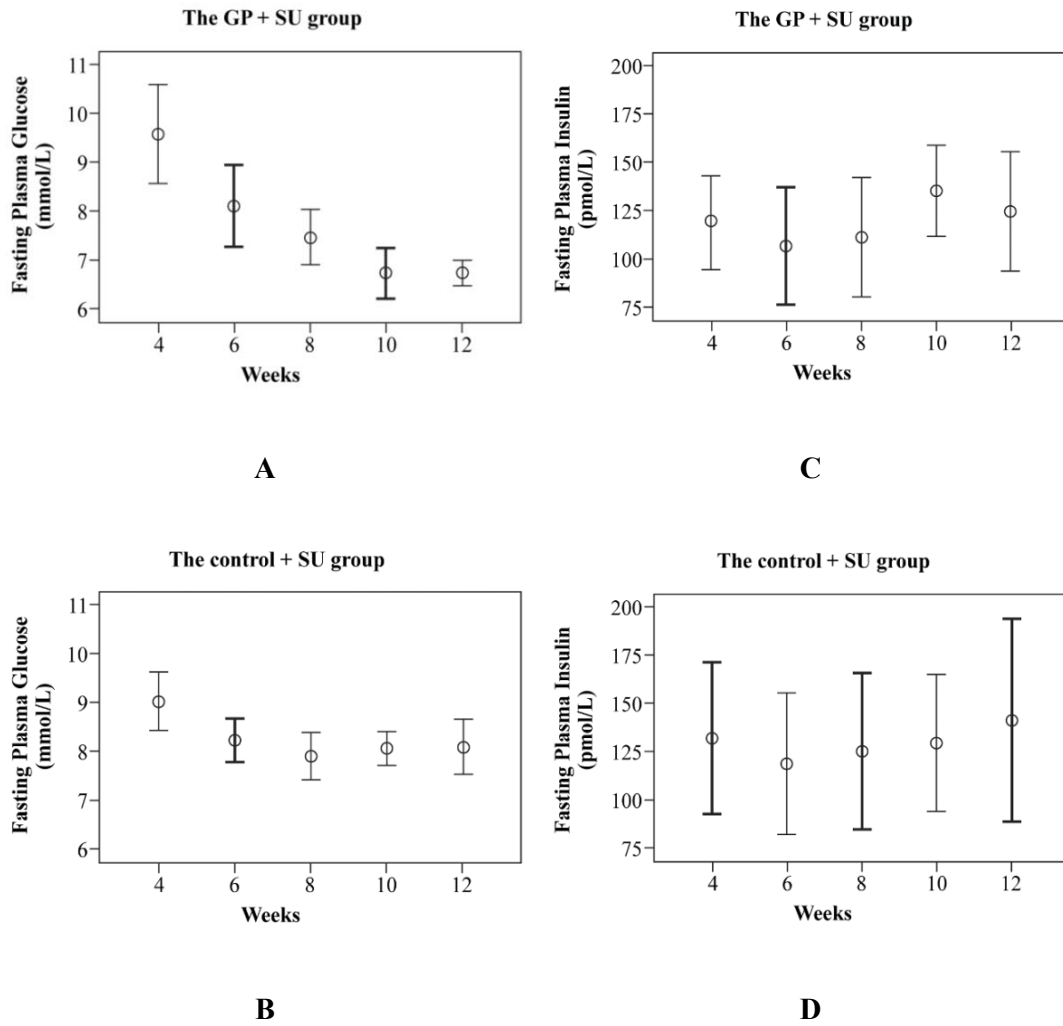 The GP + SU group
Fasting Plasma Glucose
(mmol/L)
11
10
9
8
7
6
4 6 8 10 12
Weeks
A
The GP + SU group
Fasting Plasma Insulin
(pmol/L)
200
175
150
125
100
75
4 6 8 10 12
Weeks
C
The control + SU group
Fasting Plasma Glucose
(mmol/L)
11
10
9
8
7
6
4 6 8 10 12
Weeks
B
The control + SU group
Fasting Plasma Insulin
(pmol/L)
200
175
150
125
100
75
4 6 8 10 12
Weeks
D